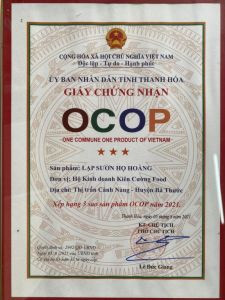 CỘNG HÒA XÃ HỘI CHỦ NGHĨA VIỆT NAM
Độc lập - Tự do - Hạnh phúc
ỦY BAN NHÂN DÂN TỈNH THANH HÓA
GIẤY CHỨNG NHẬN
OCOP
ONE COMMUNE ONE PRODUCT OF VIETNAM
Sản phẩm: LẠP SƯỜN HỌ HOÀNG
Đơn vị: Hộ Kinh doanh Kiên Cường Food
Địa chỉ: Thị trấn Cành Nàng - Huyện Bá Thước
Xếp hạng 3 sao sản phẩm OCOP năm 2021.
KT. CHỦ TỊCH
PHÓ CHỦ TỊCH
Lê Đức Giang